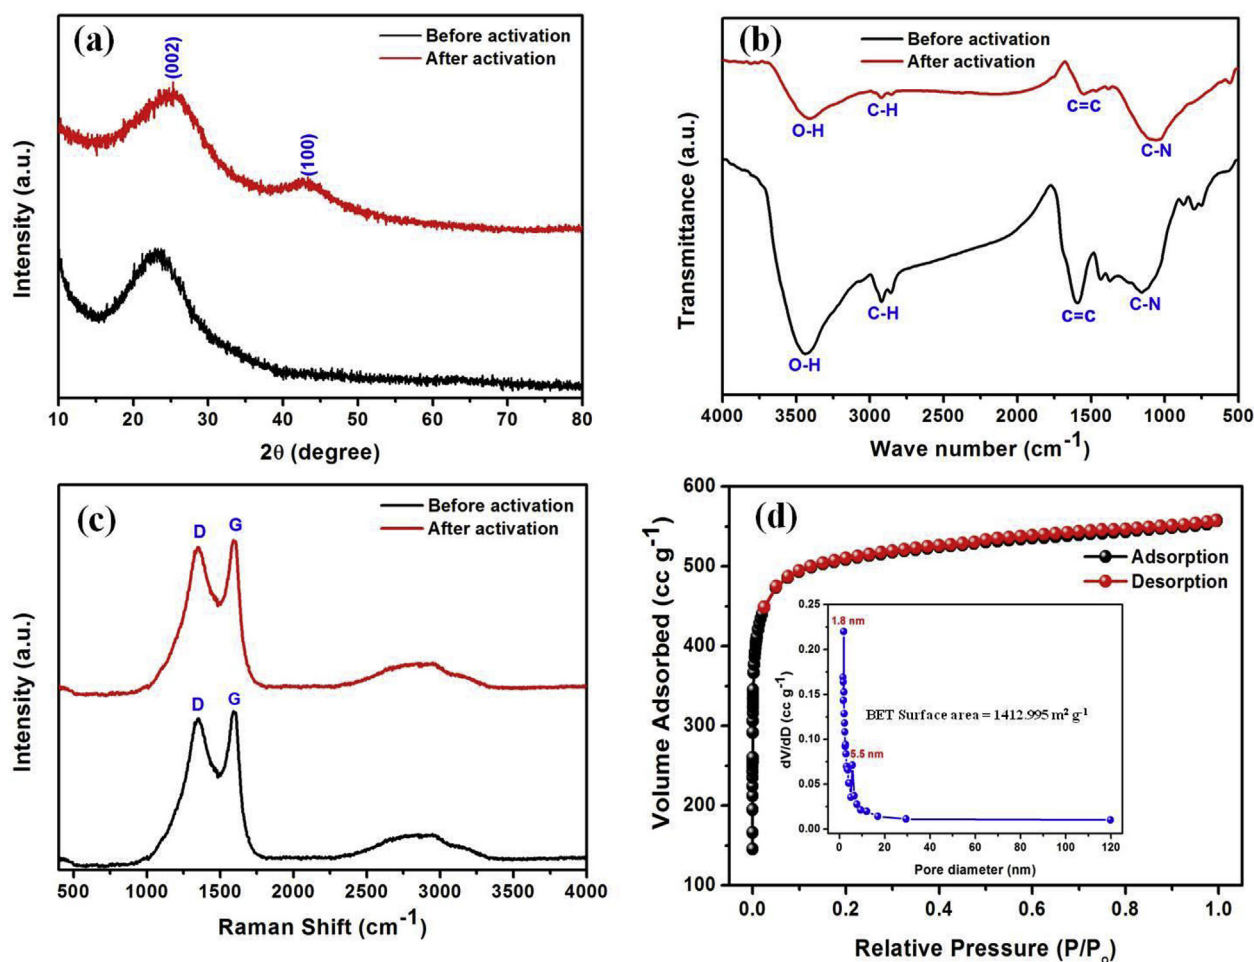 (a)
Before activation
After activation
(002)
(100)
Intensity (a.u.)
10 20 30 40 50 60 70 80
2θ (degree)
(b)
Before activation
After activation
O-H
C-H
C=C
C-N
O-H
C-H
C=C
C-N
Transmittance (a.u.)
4000 3500 3000 2500 2000 1500 1000 500
Wave number (cm⁻¹)
(c)
Before activation
After activation
D G
D G
Intensity (a.u.)
500 1000 1500 2000 2500 3000 3500 4000
Raman Shift (cm⁻¹)
(d)
Adsorption
Desorption
Volume Adsorbed (cc g⁻¹)
600
500
400
300
200
100
0.0 0.2 0.4 0.6 0.8 1.0
Relative Pressure (P/Pₒ)
0.25
0.20
0.15
0.10
0.05
0.00
dV/dD (cc g⁻¹)
1.8 nm
BET Surface area = 1412.995 m² g⁻¹
5.5 nm
0 20 40 60 80 100 120
Pore diameter (nm)